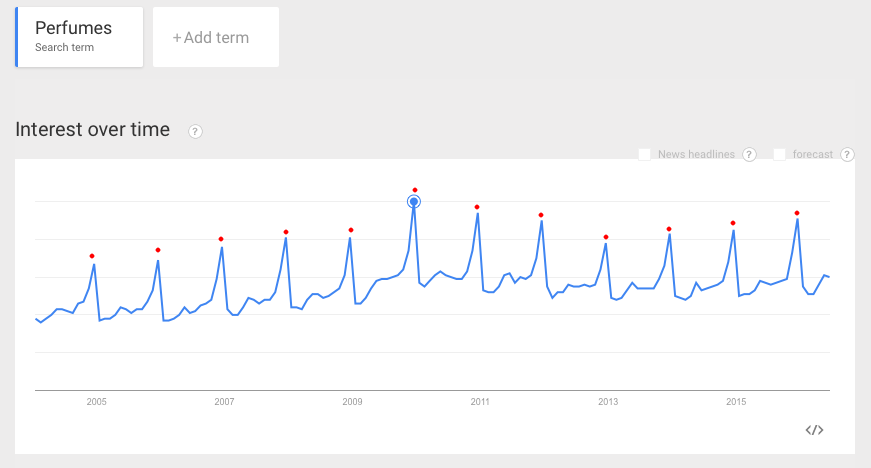 Perfumes
Search term
+ Add term
Interest over time ?
News headlines ? forecast ?
2005 2007 2009 2011 2013 2015
</>